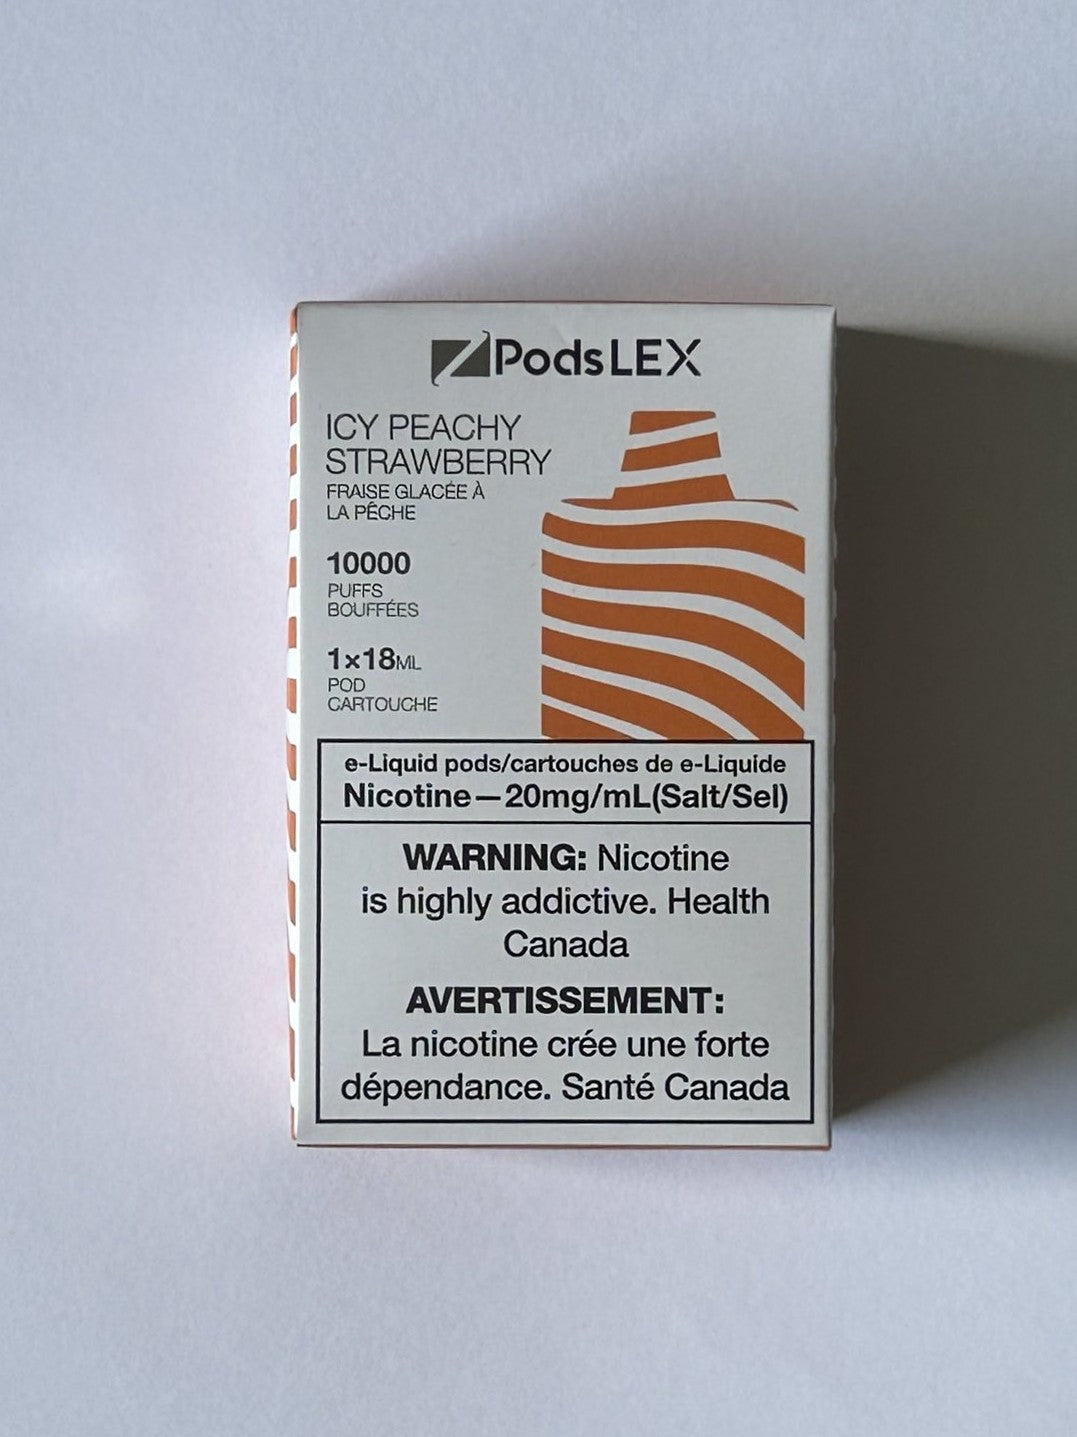 ZPodsLEX
ICY PEACHY
STRAWBERRY
FRAISE GLACÉE À
LA PÊCHE
10000
PUFFS
BOUFFÉES
1×18ML
POD
CARTOUCHE
e-Liquid pods/cartouches de e-Liquide
Nicotine—20mg/mL(Salt/Sel)
WARNING: Nicotine
is highly addictive. Health
Canada
AVERTISSEMENT:
La nicotine crée une forte
dépendance. Santé Canada